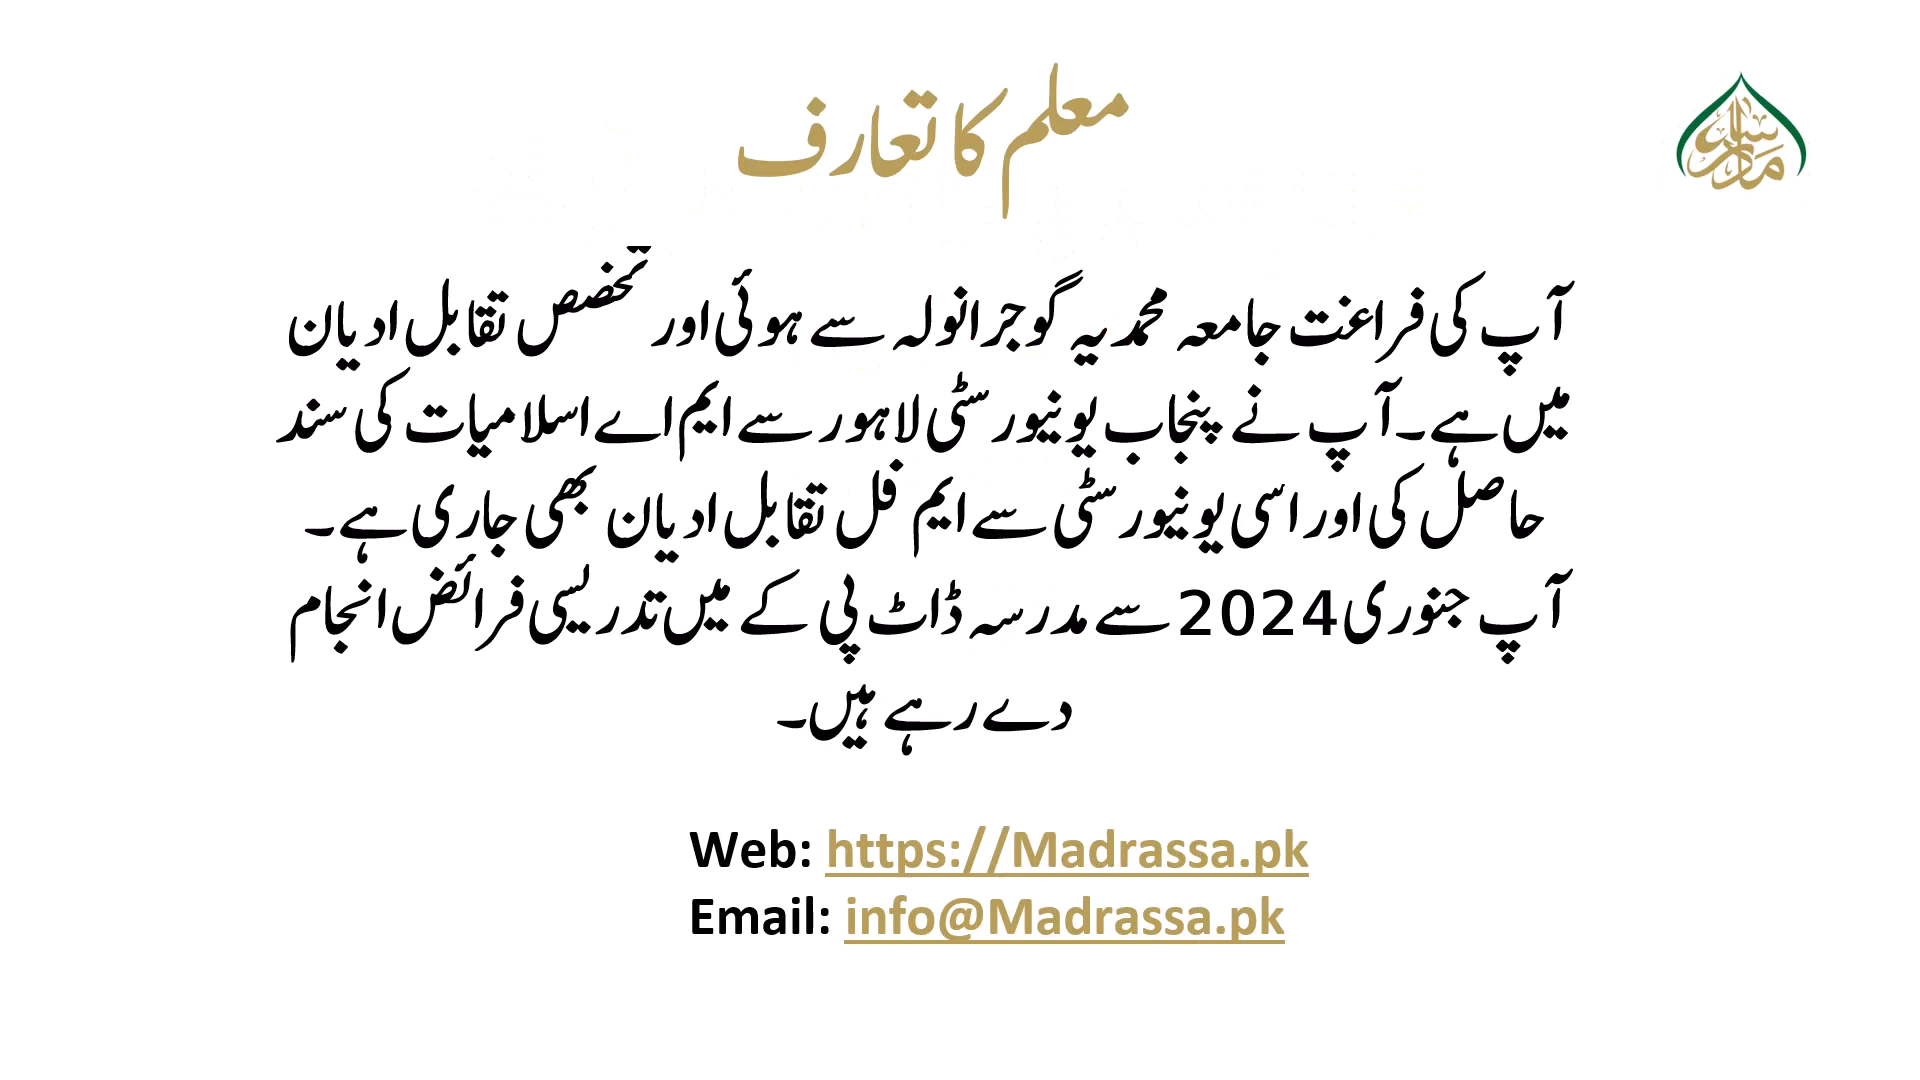 معلم کا تعارف
مدرسہ
آپ کی فراغت جامعہ محمدیہ گوجرانولہ سے ہوئی اور تخصص تقابل ادیان
میں ہے۔ آپ نے پنجاب یونیورسٹی لاہور سے ایم اے اسلامیات کی سند
حاصل کی اور اسی یونیورسٹی سے ایم فل تقابل ادیان بھی جاری ہے۔
آپ جنوری 2024 سے مدرسہ ڈاٹ پی کے میں تدریسی فرائض انجام
دے رہے ہیں۔
Web: https://Madrassa.pk
Email: info@Madrassa.pk